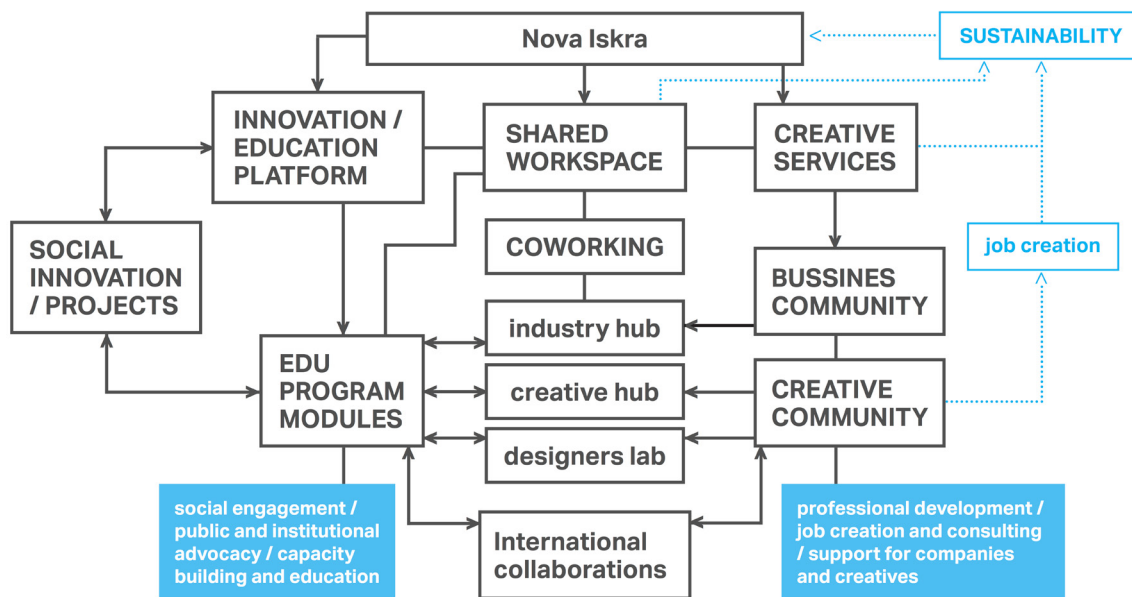 Nova Iskra
SUSTAINABILITY
INNOVATION /
EDUCATION
PLATFORM
SHARED
WORKSPACE
CREATIVE
SERVICES
SOCIAL
INNOVATION
/ PROJECTS
COWORKING
job creation
BUSSINES
COMMUNITY
industry hub
EDU
PROGRAM
MODULES
creative hub
CREATIVE
COMMUNITY
designers lab
social engagement /
public and institutional
advocacy / capacity
building and education
International
collaborations
professional development /
job creation and consulting
/ support for companies
and creatives